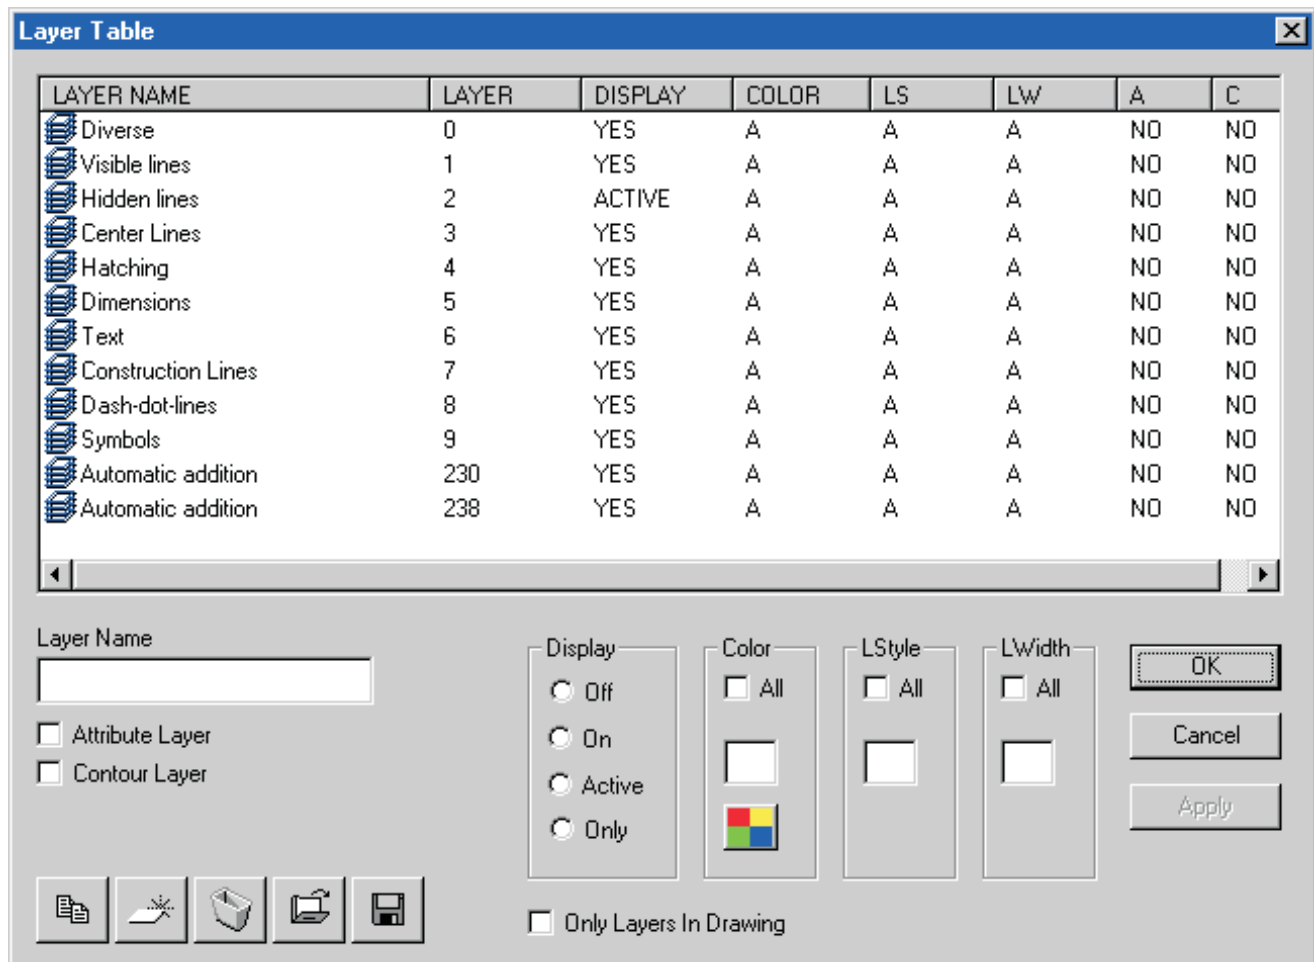 Layer Table
LAYER NAME LAYER DISPLAY COLOR LS LW A C
Diverse 0 YES A A A NO NO
Visible lines 1 YES A A A NO NO
Hidden lines 2 ACTIVE A A A NO NO
Center Lines 3 YES A A A NO NO
Hatching 4 YES A A A NO NO
Dimensions 5 YES A A A NO NO
Text 6 YES A A A NO NO
Construction Lines 7 YES A A A NO NO
Dash-dot-lines 8 YES A A A NO NO
Symbols 9 YES A A A NO NO
Automatic addition 230 YES A A A NO NO
Automatic addition 238 YES A A A NO NO
Layer Name
Attribute Layer
Contour Layer
Display
Off
On
Active
Only
Color
All
LStyle
All
LWidth
All
OK
Cancel
Apply
Only Layers In Drawing